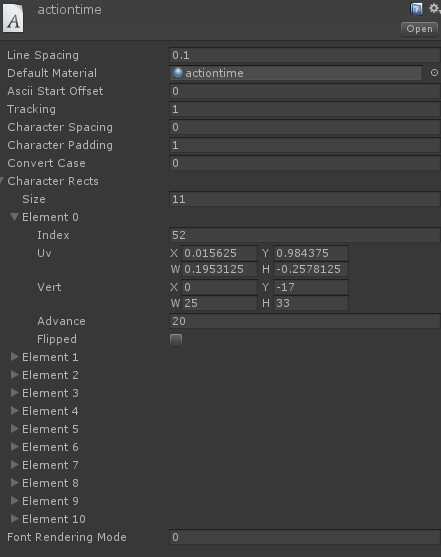 actiontime
A
Open
Line Spacing 0.1
Default Material actiontime
Ascii Start Offset 0
Tracking 1
Character Spacing 0
Character Padding 1
Convert Case 0
Character Rects
Size 11
Element 0
Index 52
Uv X 0.015625 Y 0.984375
W 0.1953125 H -0.2578125
Vert X 0 Y -17
W 25 H 33
Advance 20
Flipped
Element 1
Element 2
Element 3
Element 4
Element 5
Element 6
Element 7
Element 8
Element 9
Element 10
Font Rendering Mode 0